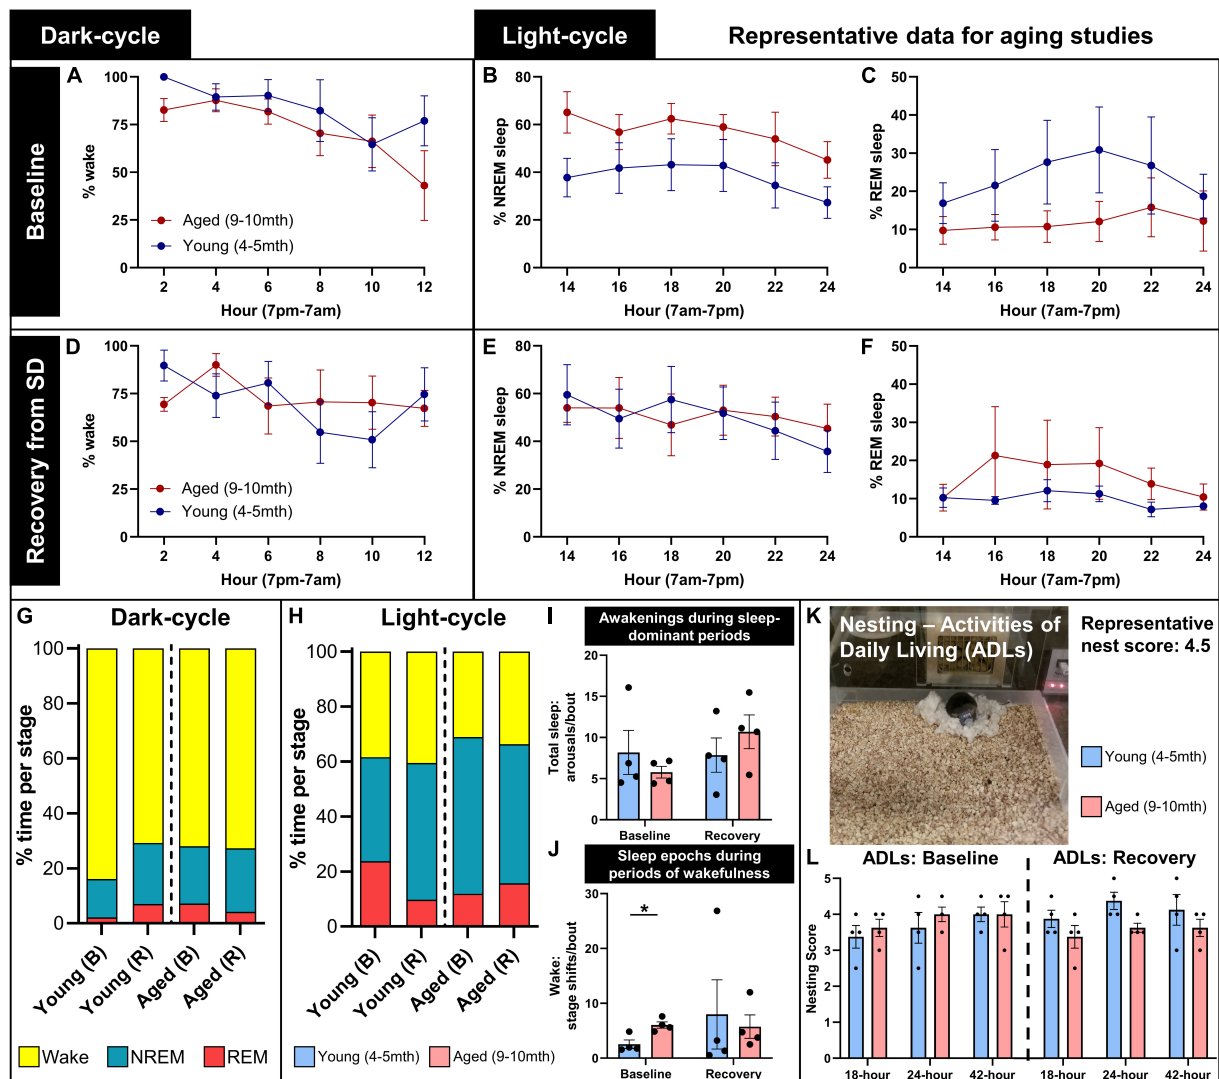 Dark-cycle
Light-cycle
Representative data for aging studies
Baseline
A
100
75
50
25
0
% wake
Aged (9-10mth)
Young (4-5mth)
2 4 6 8 10 12
Hour (7pm-7am)
B
80
60
40
20
0
% NREM sleep
14 16 18 20 22 24
Hour (7am-7pm)
C
50
40
30
20
10
0
% REM sleep
14 16 18 20 22 24
Hour (7am-7pm)
Recovery from SD
D
100
75
50
25
0
% wake
Aged (9-10mth)
Young (4-5mth)
2 4 6 8 10 12
Hour (7pm-7am)
E
80
60
40
20
0
% NREM sleep
14 16 18 20 22 24
Hour (7am-7pm)
F
50
40
30
20
10
0
% REM sleep
14 16 18 20 22 24
Hour (7am-7pm)
G
Dark-cycle
100
80
60
40
20
0
% time per stage
Young (B)
Young (R)
Aged (B)
Aged (R)
Wake NREM REM
H
Light-cycle
100
80
60
40
20
0
% time per stage
Young (B)
Young (R)
Aged (B)
Aged (R)
Young (4-5mth) Aged (9-10mth)
I
Awakenings during sleep-
dominant periods
20
15
10
5
0
Total sleep:
arousals/bout
Baseline Recovery
J
Sleep epochs during
periods of wakefulness
30
20
10
0
Wake:
stage shifts/bout
*
Baseline Recovery
K
Nesting – Activities of
Daily Living (ADLs)
Representative
nest score: 4.5
Young (4-5mth)
Aged (9-10mth)
L
ADLs: Baseline
ADLs: Recovery
5
4
3
2
1
0
Nesting Score
18-hour 24-hour 42-hour 18-hour 24-hour 42-hour